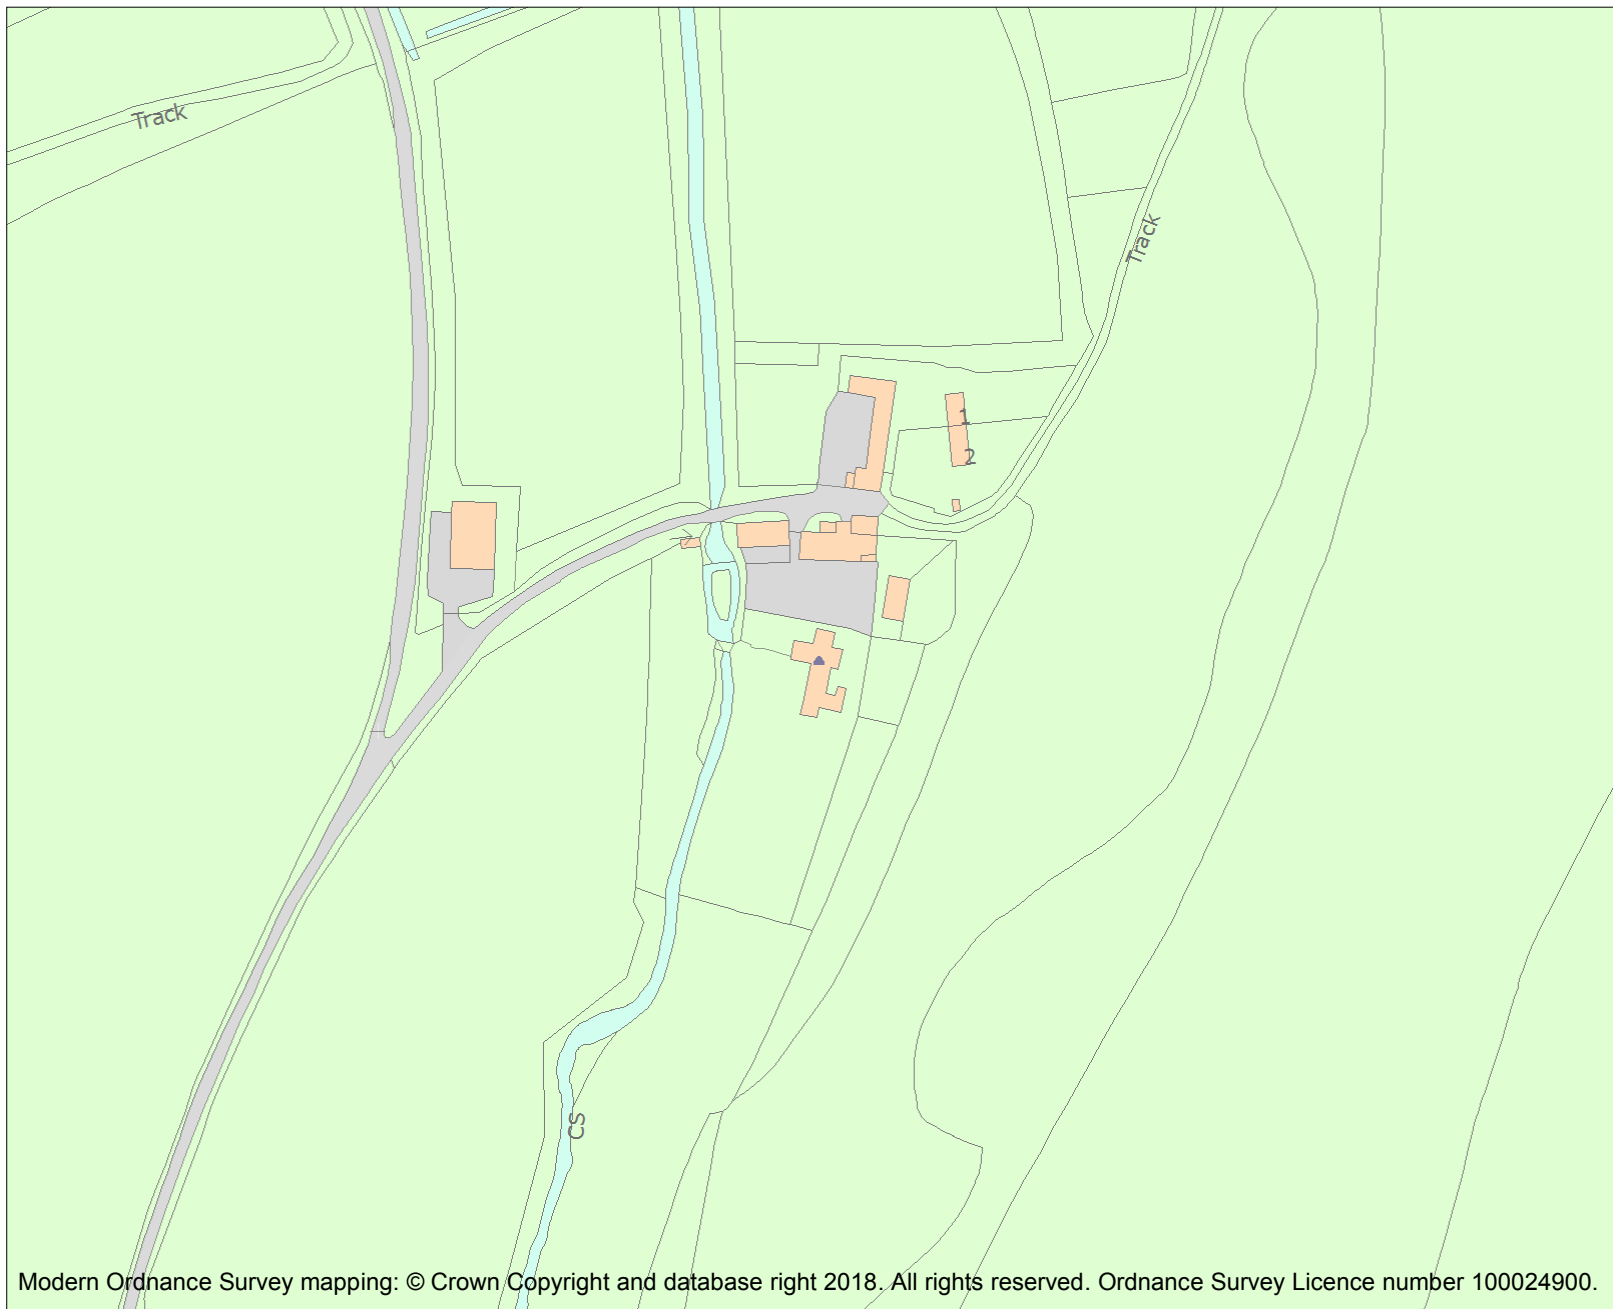 Track
Track
1
2
CS
Modern Ordnance Survey mapping: © Crown Copyright and database right 2018. All rights reserved. Ordnance Survey Licence number 100024900.